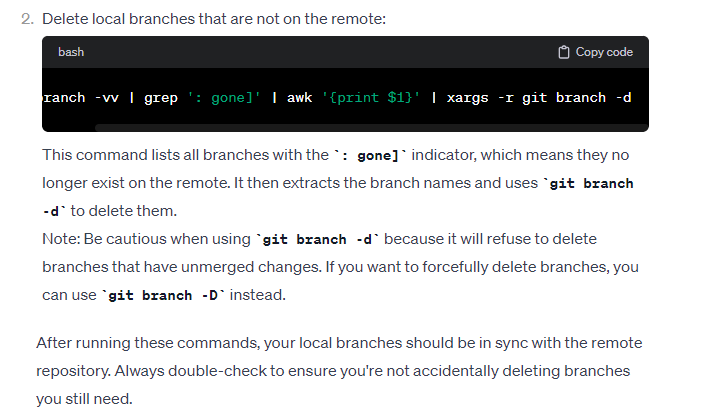 2. Delete local branches that are not on the remote:
bash
Copy code
ranch -vv | grep ': gone]' | awk '{print $1}' | xargs -r git branch -d
This command lists all branches with the `: gone]` indicator, which means they no
longer exist on the remote. It then extracts the branch names and uses `git branch
-d` to delete them.
Note: Be cautious when using `git branch -d` because it will refuse to delete
branches that have unmerged changes. If you want to forcefully delete branches, you
can use `git branch -D` instead.
After running these commands, your local branches should be in sync with the remote
repository. Always double-check to ensure you're not accidentally deleting branches
you still need.